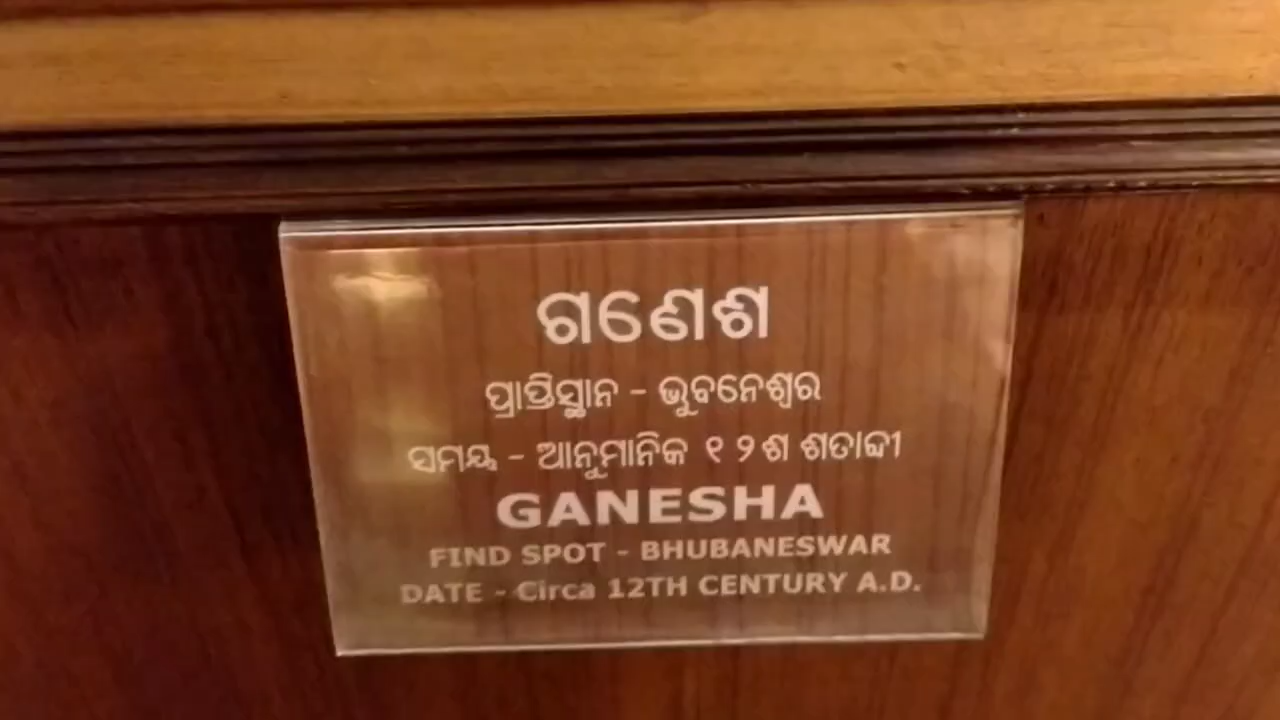 ଗଣେଶ
ପ୍ରାପ୍ତିସ୍ଥାନ - ଭୁବନେଶ୍ୱର
ସମୟ - ଆନୁମାନିକ ୧୨ଶ ଶତାବ୍ଦୀ
GANESHA
FIND SPOT - BHUBANESWAR
DATE - Circa 12TH CENTURY A.D.